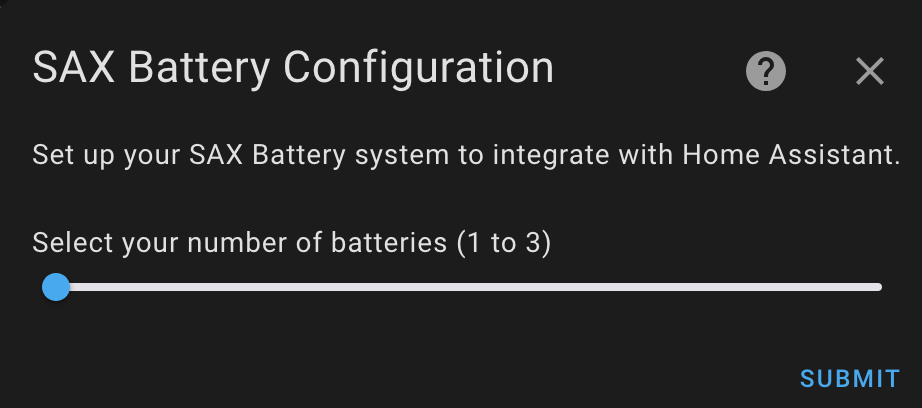 SAX Battery Configuration
Set up your SAX Battery system to integrate with Home Assistant.
Select your number of batteries (1 to 3)
SUBMIT